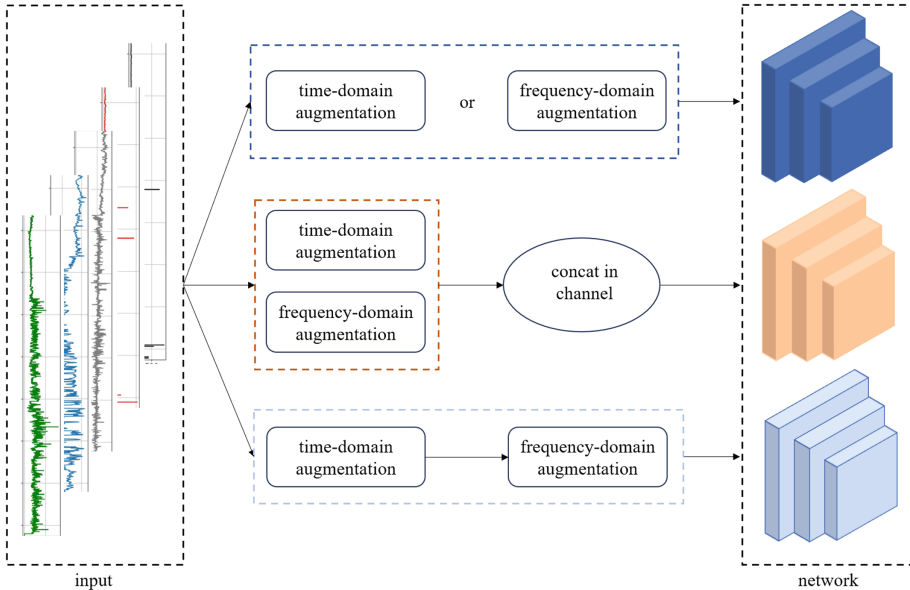 time-domain
augmentation
or
frequency-domain
augmentation
time-domain
augmentation
frequency-domain
augmentation
concat in
channel
time-domain
augmentation
frequency-domain
augmentation
input
network